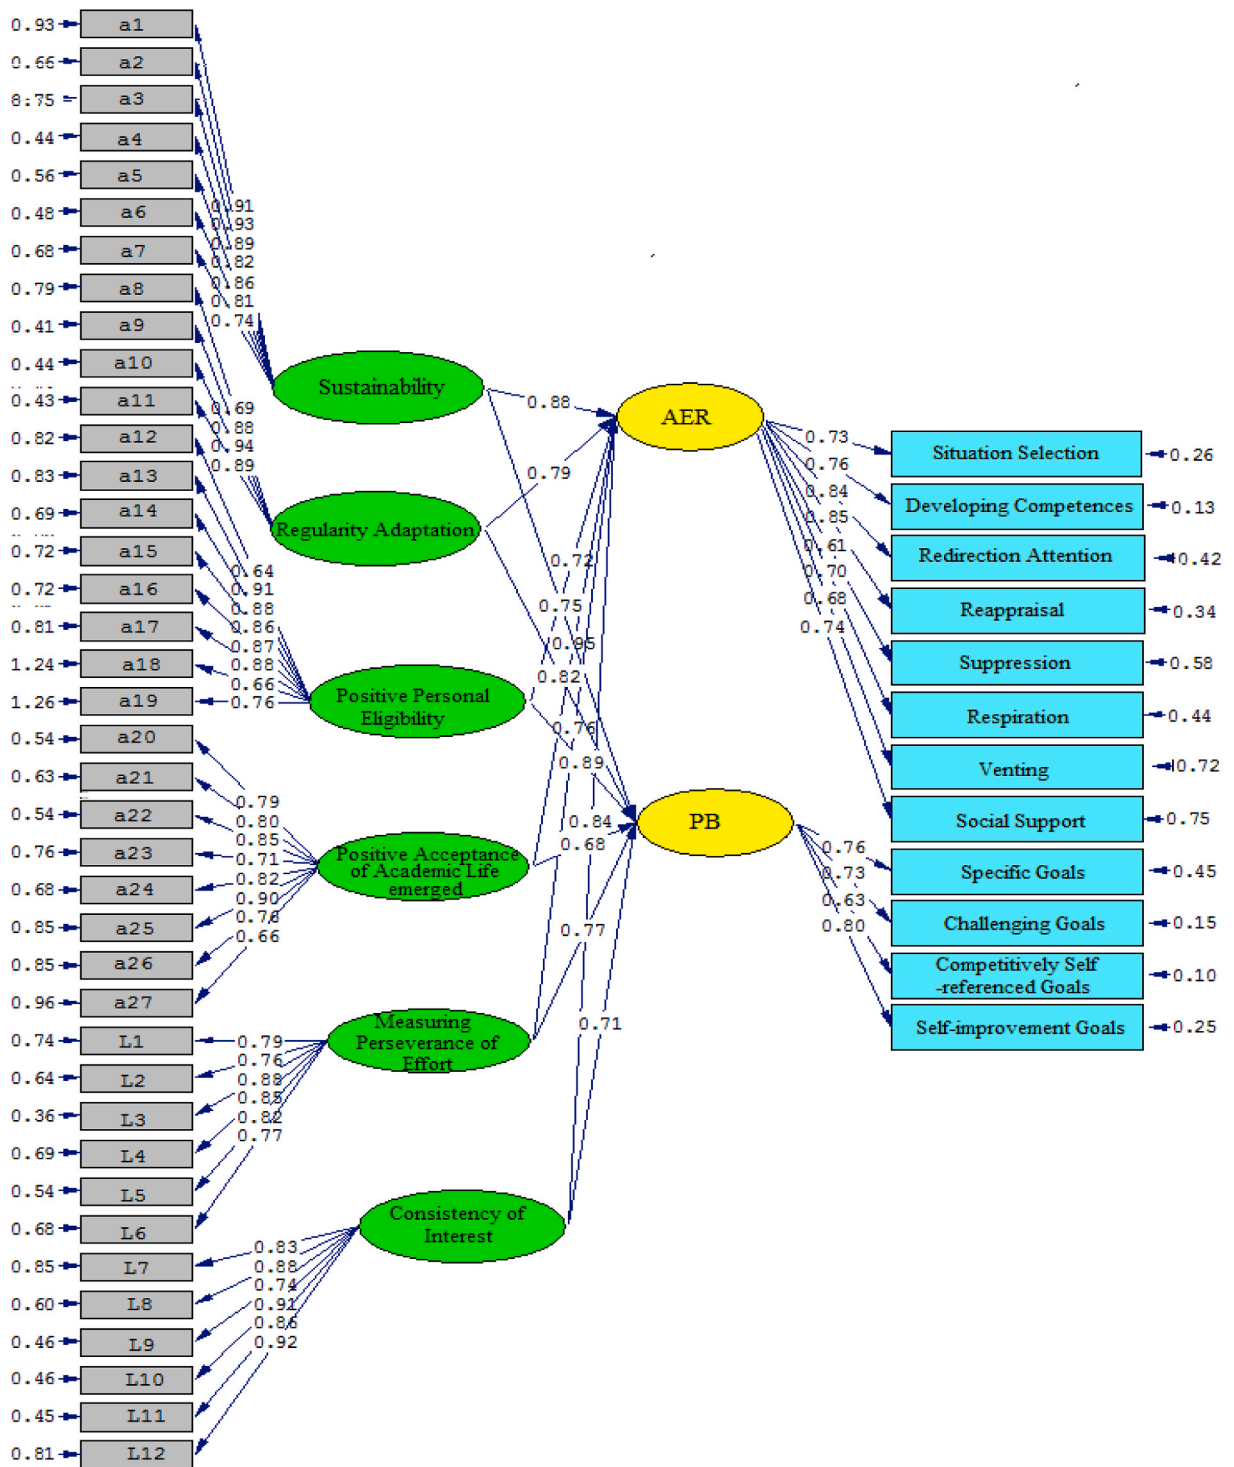 0.93 a1
0.66 a2
8:75 a3
0.44 a4
0.56 a5
0.48 a6
0.68 a7
0.79 a8
0.41 a9
0.44 a10
0.43 a11
0.82 a12
0.83 a13
0.69 a14
0.72 a15
0.72 a16
0.81 a17
1.24 a18
1.26 a19
0.54 a20
0.63 a21
0.54 a22
0.76 a23
0.68 a24
0.85 a25
0.85 a26
0.96 a27
0.74 L1
0.64 L2
0.36 L3
0.69 L4
0.54 L5
0.68 L6
0.85 L7
0.60 L8
0.46 L9
0.46 L10
0.45 L11
0.81 L12
0.91
0.93
0.89
0.82
0.86
0.81
0.74
0.69
0.88
0.94
0.89
0.64
0.91
0.88
0.86
0.87
0.88
0.66
0.76
0.79
0.80
0.85
0.71
0.82
0.90
0.76
0.66
0.79
0.76
0.88
0.85
0.82
0.77
0.83
0.88
0.74
0.91
0.86
0.92
Sustainability
Regularity Adaptation
Positive Personal
Eligibility
Positive Acceptance
of Academic Life
emerged
Measuring
Perseverance of
Effort
Consistency of
Interest
0.88
0.79
0.72
0.75
0.95
0.82
0.76
0.89
0.84
0.68
0.77
0.71
AER
PB
0.73
0.76
0.84
0.85
0.61
0.70
0.68
0.74
0.76
0.73
0.63
0.80
Situation Selection 0.26
Developing Competences 0.13
Redirection Attention 0.42
Reappraisal 0.34
Suppression 0.58
Respiration 0.44
Venting 0.72
Social Support 0.75
Specific Goals 0.45
Challenging Goals 0.15
Competitively Self
-referenced Goals 0.10
Self-improvement Goals 0.25